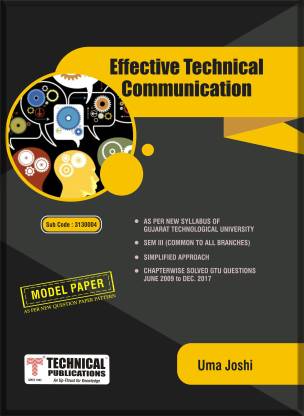 Effective Technical
Communication
Sub Code : 3130004
AS PER NEW SYLLABUS OF
GUJARAT TECHNOLOGICAL UNIVERSITY
SEM III (COMMON TO ALL BRANCHES)
SIMPLIFIED APPROACH
CHAPTERWISE SOLVED GTU QUESTIONS
JUNE 2009 to DEC. 2017
MODEL PAPER
AS PER NEW QUESTION PAPER PATTERN
TECHNICAL
PUBLICATIONS
SINCE 1993
An Up-Thrust for Knowledge
Uma Joshi